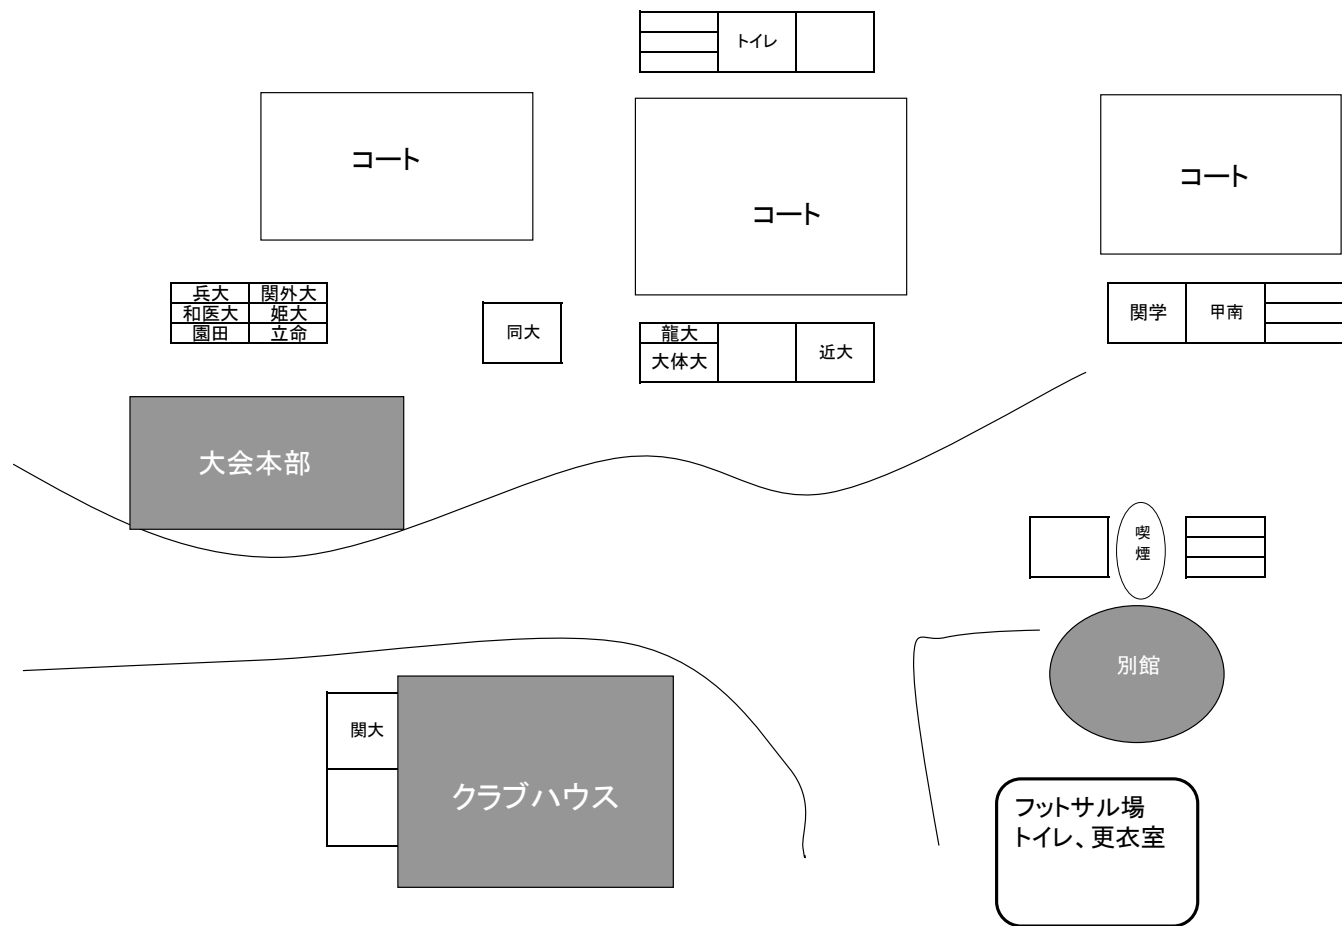 トイレ
コート
コート
コート
兵大 関外大
和医大 姫大
園田 立命
同大
龍大
大体大
近大
関学 甲南
大会本部
喫
煙
別館
関大
クラブハウス
フットサル場
トイレ、更衣室